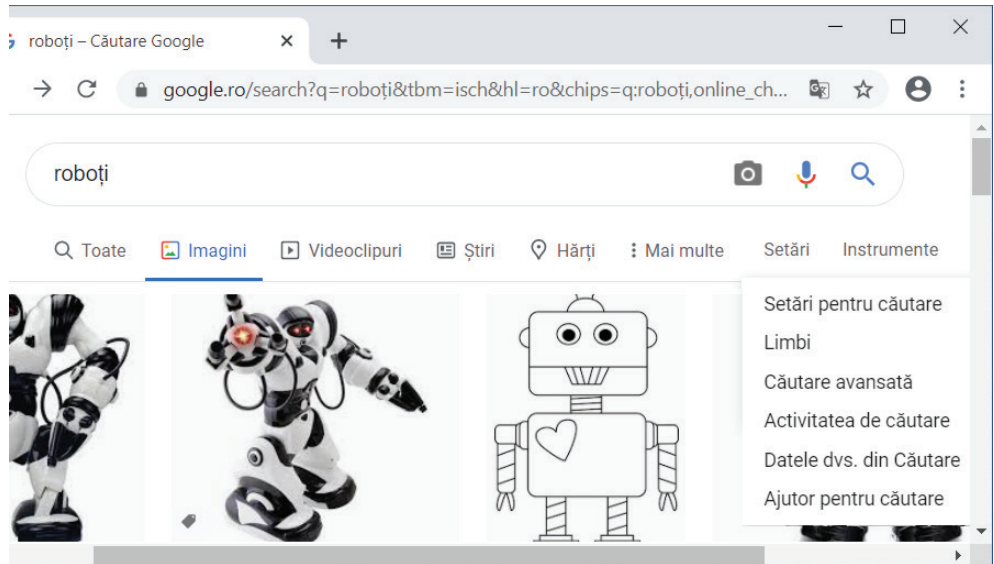 roboți – Căutare Google
google.ro/search?q=roboți&tbm=isch&hl=ro&chips=q:roboți,online_ch...
roboți
Toate Imagini Videoclipuri Știri Hărți Mai multe Setări Instrumente
Setări pentru căutare
Limbi
Căutare avansată
Activitatea de căutare
Datele dvs. din Căutare
Ajutor pentru căutare